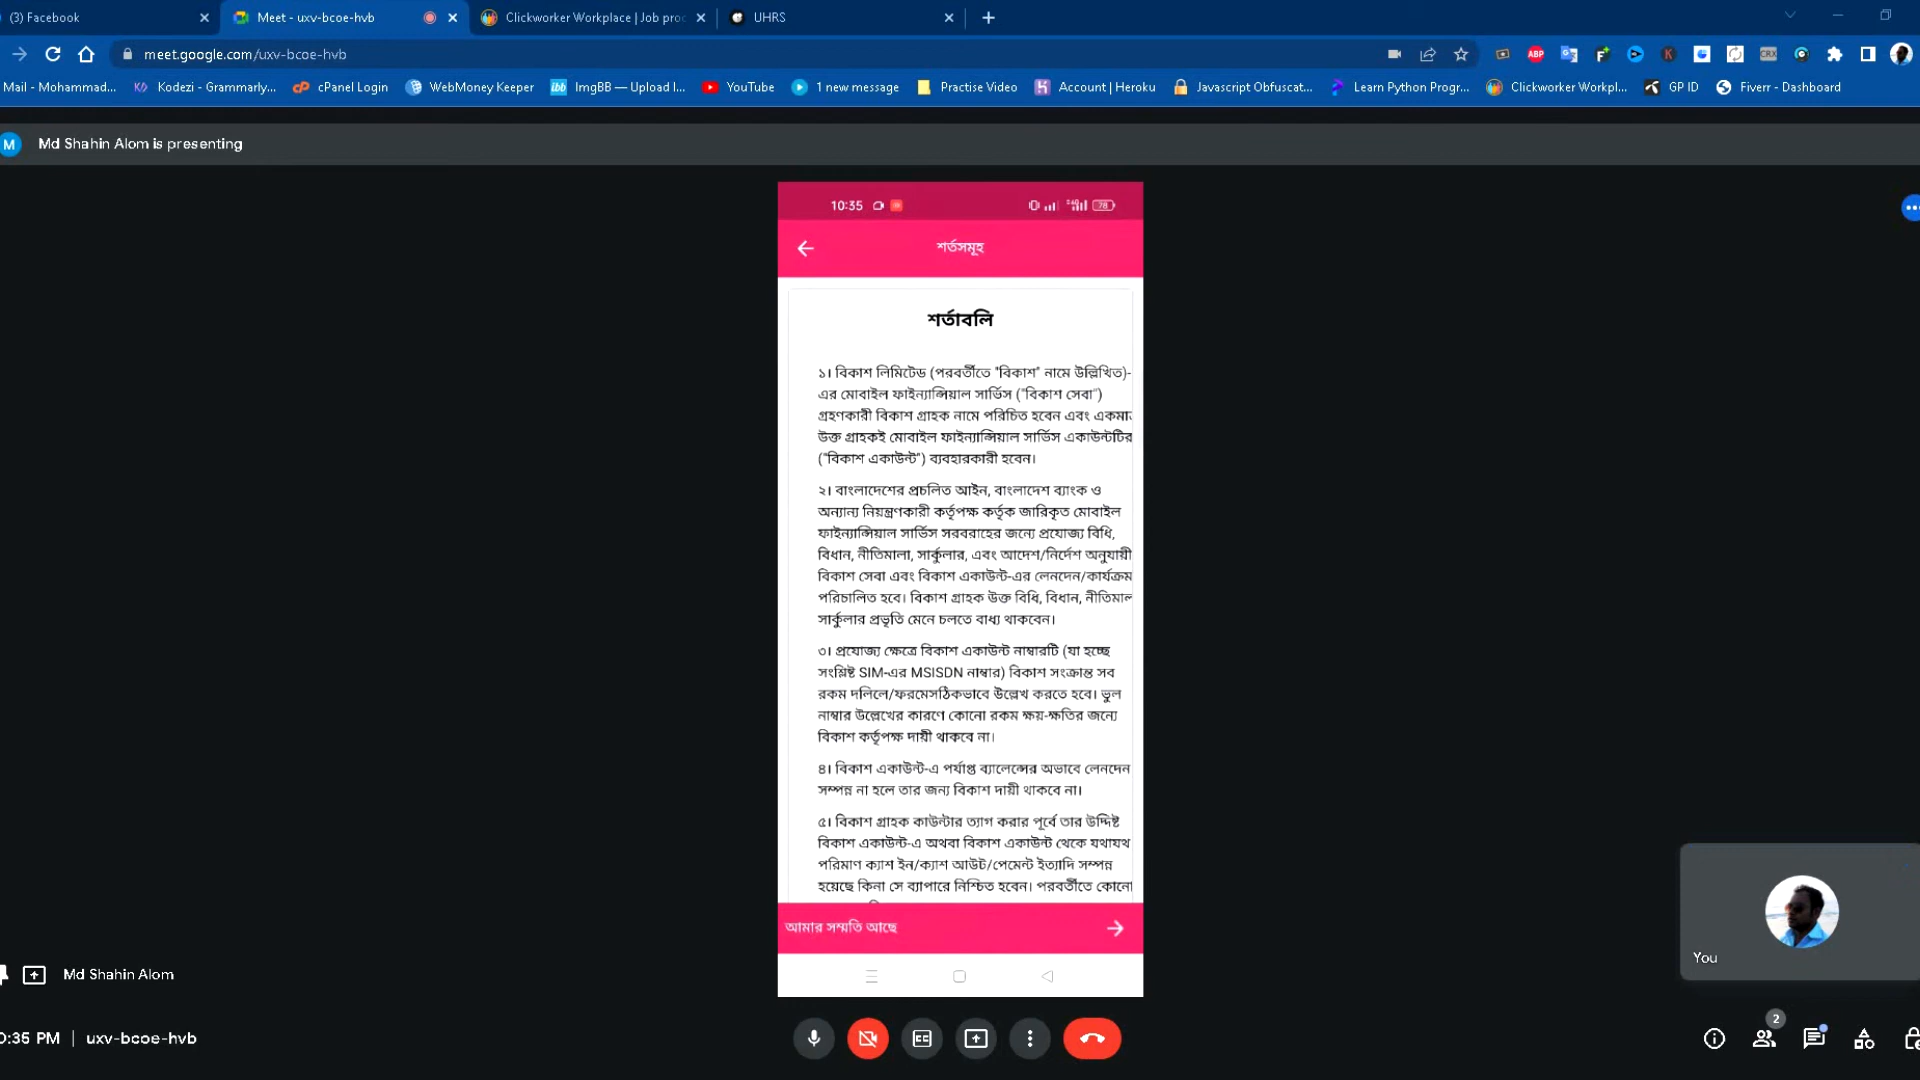 (3) Facebook
Meet - uxv-bcoe-hvb
Clickworker Workplace | Job proc
UHRS
meet.google.com/uxv-bcoe-hvb
Mail - Mohammad...
Kodezi - Grammarly...
cPanel Login
WebMoney Keeper
ImgBB — Upload I...
YouTube
1 new message
Practise Video
Account | Heroku
Javascript Obfuscat...
Learn Python Progr...
Clickworker Workpl...
GP ID
Fiverr - Dashboard
M
Md Shahin Alom is presenting
10:35
78
শর্তসমূহ
শর্তাবলি
১। বিকাশ লিমিটেড (পরবর্তীতে "বিকাশ" নামে উল্লিখিত)-
এর মোবাইল ফাইন্যান্সিয়াল সার্ভিস ("বিকাশ সেবা")
গ্রহণকারী বিকাশ গ্রাহক নামে পরিচিত হবেন এবং
উক্ত গ্রাহকই মোবাইল ফাইন্যান্সিয়াল সার্ভিস একাউন্টটির
("বিকাশ একাউন্ট") ব্যবহারকারী হবেন।
২। বাংলাদেশের প্রচলিত আইন, বাংলাদেশ ব্যাংক ও
অন্যান্য নিয়ন্ত্রণকারী কর্তৃপক্ষ কর্তৃক জারিকৃত মোবাইল
ফাইন্যান্সিয়াল সার্ভিস সরবরাহের জন্যে প্রযোজ্য বিধি,
বিধান, নীতিমালা, সার্কুলার, এবং আদেশ/নির্দেশ অনুযায়ী
বিকাশ সেবা এবং বিকাশ একাউন্ট-এর লেনদেন/কার্যক্রম
পরিচালিত হবে। বিকাশ গ্রাহক উক্ত বিধি, বিধান,
সার্কুলার প্রভৃতি মেনে চলতে বাধ্য থাকবেন।
৩। প্রযোজ্য ক্ষেত্রে বিকাশ একাউন্ট নাম্বারটি (যা হচ্ছে
সংশ্লিষ্ট SIM-এর MSISDN নাম্বার) বিকাশ সংক্রান্ত সব
রকম দলিলে/ফরমেসঠিকভাবে উল্লেখ করতে হবে। ভুল
নাম্বার উল্লেখের কারণে কোনো রকম ক্ষয়-ক্ষতির জন্যে
বিকাশ কর্তৃপক্ষ দায়ী থাকবে না।
৪। বিকাশ একাউন্ট-এ পর্যাপ্ত ব্যালেন্সের অভাবে লেনদেন
সম্পন্ন না হলে তার জন্য বিকাশ দায়ী থাকবে না।
৫। বিকাশ গ্রাহক কাউন্টার ত্যাগ করার পূর্বে তার উদ্দিষ্ট
বিকাশ একাউন্ট-এ অথবা বিকাশ একাউন্ট থেকে যথাযথ
পরিমাণ ক্যাশ ইন/ক্যাশ আউট/পেমেন্ট ইত্যাদি সম্পন্ন
হয়েছে কিনা সে ব্যাপারে নিশ্চিত হবেন। পরবর্তীতে কোনো
আমার সম্মতি আছে
You
Md Shahin Alom
0:35 PM | uxv-bcoe-hvb
2